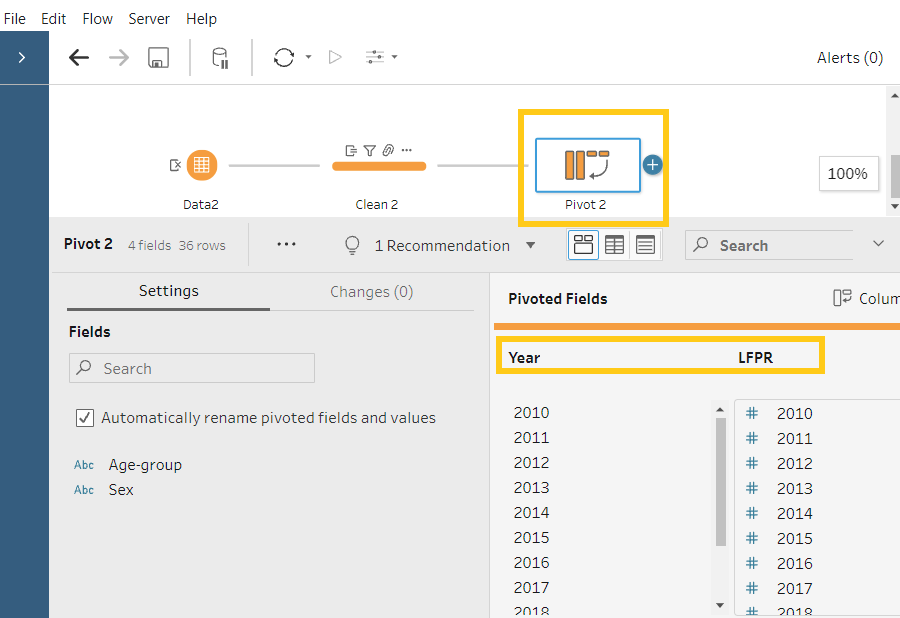 File Edit Flow Server Help
Alerts (0)
100%
Data2 Clean 2 Pivot 2
Pivot 2 4 fields 36 rows ... 1 Recommendation Search
Settings Changes (0) Pivoted Fields Colum
Fields
Search
Automatically rename pivoted fields and values
Abc Age-group
Abc Sex
Year LFPR
2010 # 2010
2011 # 2011
2012 # 2012
2013 # 2013
2014 # 2014
2015 # 2015
2016 # 2016
2017 # 2017
2018 # 2018